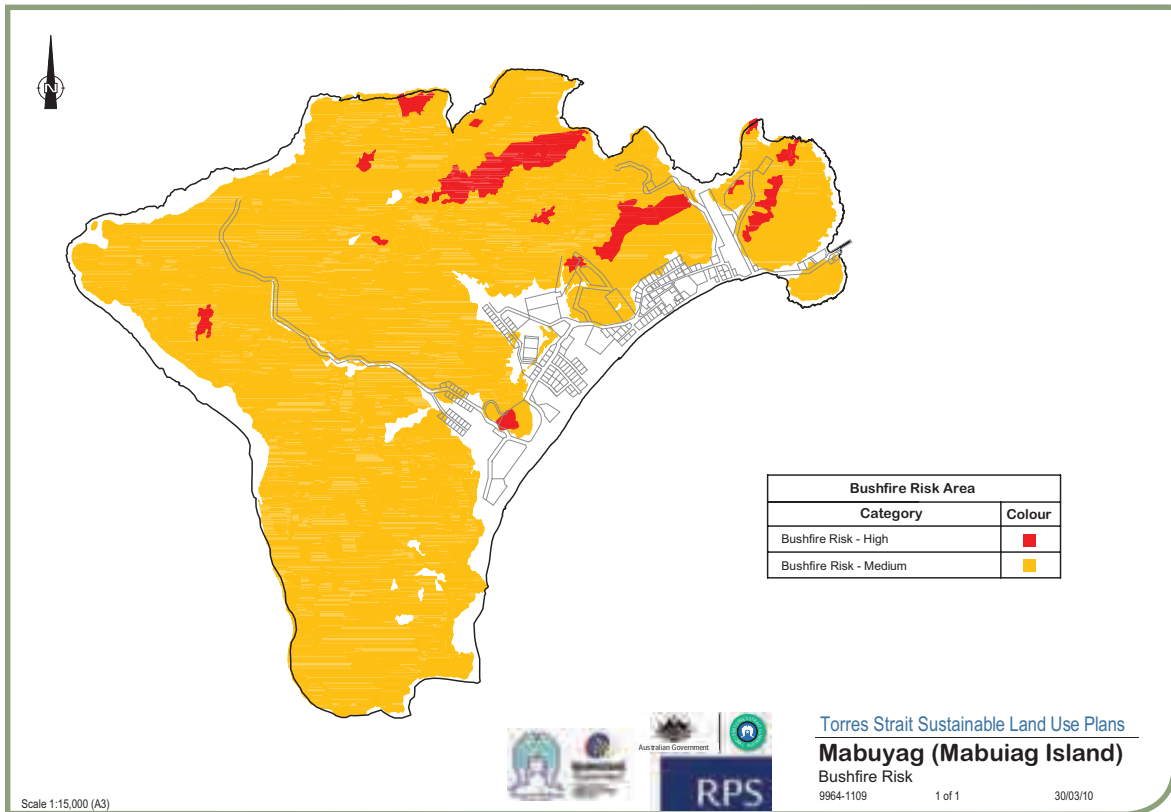 N
Bushfire Risk Area
Category Colour
Bushfire Risk - High
Bushfire Risk - Medium
Australian Government
RPS
Torres Strait Sustainable Land Use Plans
Mabuyag (Mabuiag Island)
Bushfire Risk
9964-1109 1 of 1 30/03/10
Scale 1:15,000 (A3)